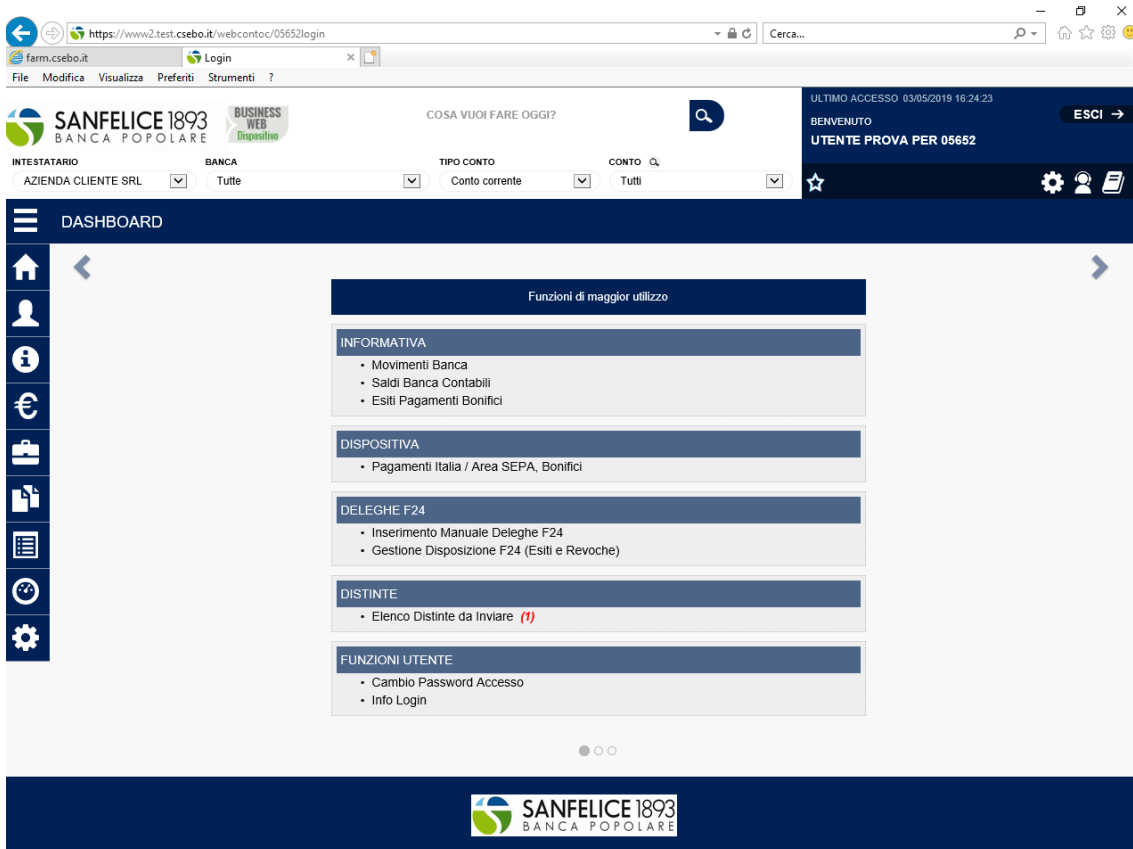 https://www2.test.csebo.it/webcontoc/05652login
Cerca...
farm.csebo.it
Login
File Modifica Visualizza Preferiti Strumenti ?
SANFELICE 1893
BANCA POPOLARE
BUSINESS
WEB
Dispositivo
COSA VUOI FARE OGGI?
ULTIMO ACCESSO 03/05/2019 16:24:23
BENVENUTO
UTENTE PROVA PER 05652
ESCI →
INTESTATARIO BANCA TIPO CONTO CONTO
AZIENDA CLIENTE SRL Tutte Conto corrente Tutti
DASHBOARD
Funzioni di maggior utilizzo
INFORMATIVA
• Movimenti Banca
• Saldi Banca Contabili
• Esiti Pagamenti Bonifici
DISPOSITIVA
• Pagamenti Italia / Area SEPA, Bonifici
DELEGHE F24
• Inserimento Manuale Deleghe F24
• Gestione Disposizione F24 (Esiti e Revoche)
DISTINTE
• Elenco Distinte da Inviare (1)
FUNZIONI UTENTE
• Cambio Password Accesso
• Info Login
SANFELICE 1893
BANCA POPOLARE